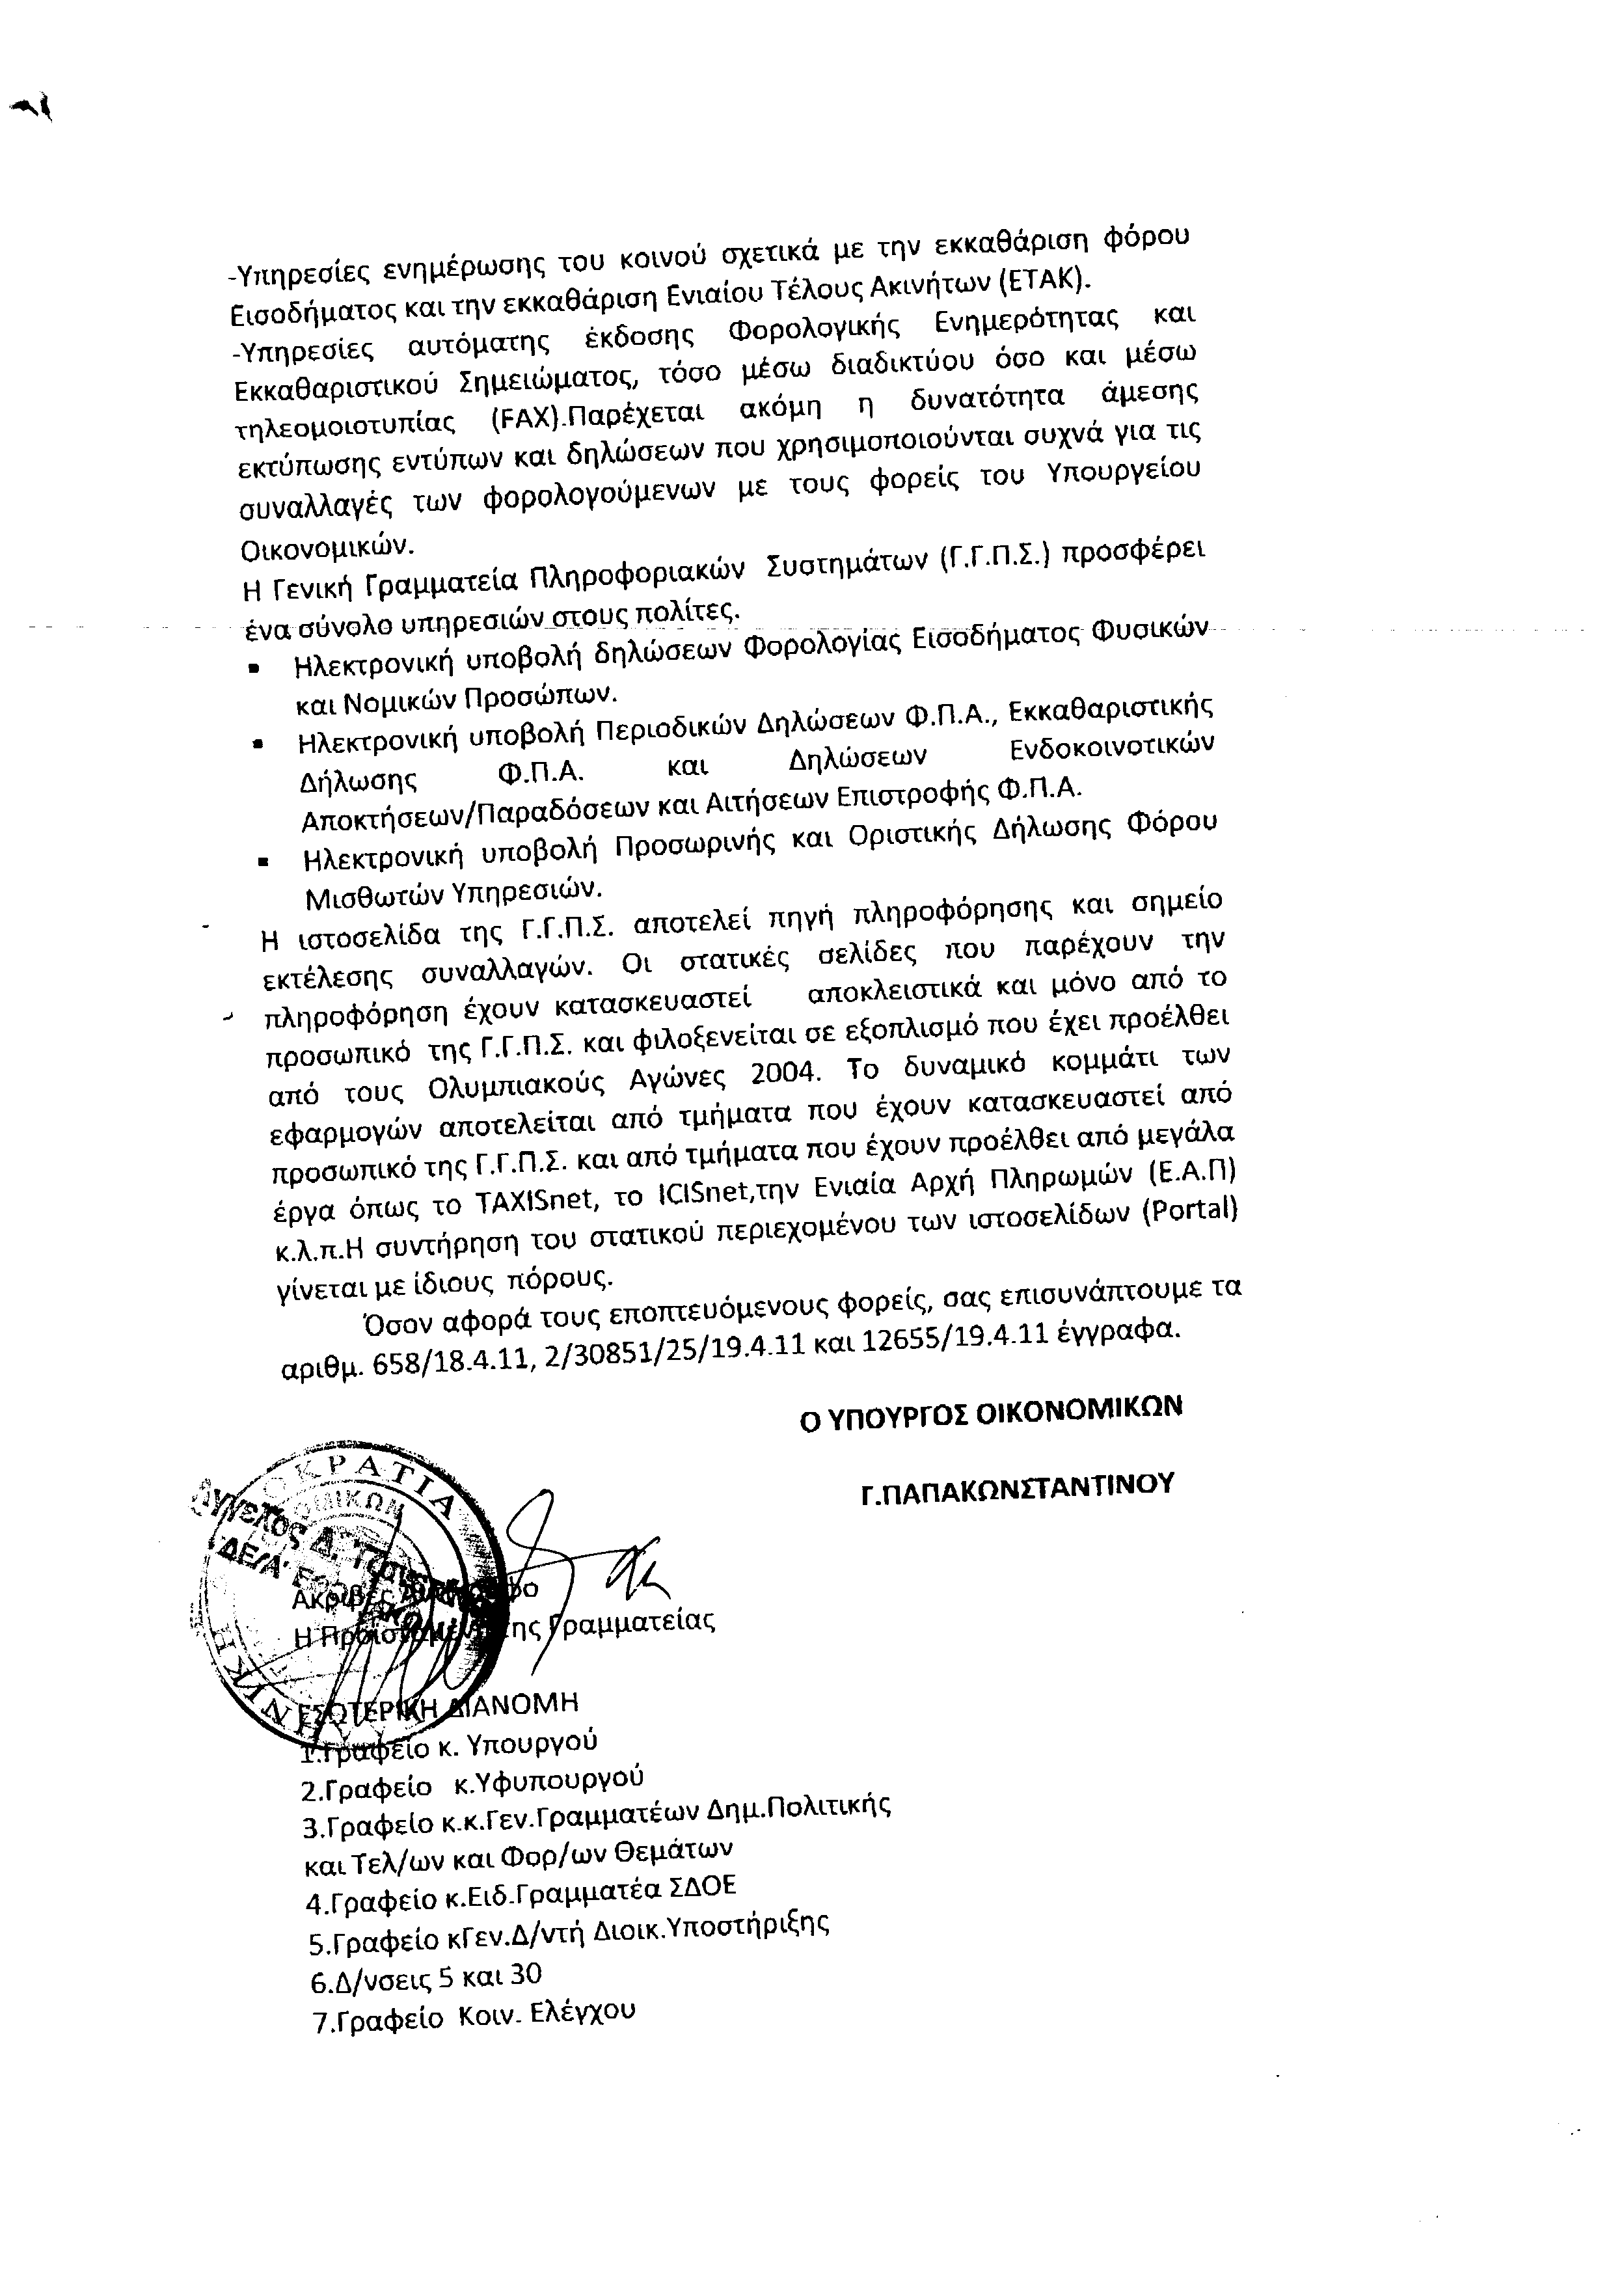 -Υπηρεσίες ενημέρωσης του κοινού σχετικά με την εκκαθάριση φόρου
Εισοδήματος και την εκκαθάριση Ενιαίου Τέλους Ακινήτων (ΕΤΑΚ).
-Υπηρεσίες αυτόματης έκδοσης Φορολογικής Ενημερότητας και
Εκκαθαριστικού Σημειώματος, τόσο μέσω διαδικτύου όσο και μέσω
τηλεομοιοτυπίας (FAX).Παρέχεται ακόμη η δυνατότητα άμεσης
εκτύπωσης εντύπων και δηλώσεων που χρησιμοποιούνται συχνά για τις
συναλλαγές των φορολογούμενων με τους φορείς του Υπουργείου
Οικονομικών.
Η Γενική Γραμματεία Πληροφοριακών Συστημάτων (Γ.Γ.Π.Σ.) προσφέρει
ένα σύνολο υπηρεσιών στους πολίτες.
▪ Ηλεκτρονική υποβολή δηλώσεων Φορολογίας Εισοδήματος Φυσικών
και Νομικών Προσώπων.
▪ Ηλεκτρονική υποβολή Περιοδικών Δηλώσεων Φ.Π.Α., Εκκαθαριστικής
Δήλωσης Φ.Π.Α. και Δηλώσεων Ενδοκοινοτικών
Αποκτήσεων/Παραδόσεων και Αιτήσεων Επιστροφής Φ.Π.Α.
▪ Ηλεκτρονική υποβολή Προσωρινής και Οριστικής Δήλωσης Φόρου
Μισθωτών Υπηρεσιών.
Η ιστοσελίδα της Γ.Γ.Π.Σ. αποτελεί πηγή πληροφόρησης και σημείο
εκτέλεσης συναλλαγών. Οι στατικές σελίδες που παρέχουν την
πληροφόρηση έχουν κατασκευαστεί αποκλειστικά και μόνο από το
προσωπικό της Γ.Γ.Π.Σ. και φιλοξενείται σε εξοπλισμό που έχει προέλθει
από τους Ολυμπιακούς Αγώνες 2004. Το δυναμικό κομμάτι των
εφαρμογών αποτελείται από τμήματα που έχουν κατασκευαστεί από
προσωπικό της Γ.Γ.Π.Σ. και από τμήματα που έχουν προέλθει από μεγάλα
έργα όπως το TAXISnet, το ICISnet,την Ενιαία Αρχή Πληρωμών (Ε.Α.Π)
κ.λ.π.Η συντήρηση του στατικού περιεχομένου των ιστοσελίδων (Portal)
γίνεται με ίδιους πόρους.
Όσον αφορά τους εποπτευόμενους φορείς, σας επισυνάπτουμε τα
αριθμ. 658/18.4.11, 2/30851/25/19.4.11 και 12655/19.4.11 έγγραφα.
Ο ΥΠΟΥΡΓΟΣ ΟΙΚΟΝΟΜΙΚΩΝ
Γ.ΠΑΠΑΚΩΝΣΤΑΝΤΙΝΟΥ
Ακριβές
Η Προϊσταμένη της Γραμματείας
ΕΣΩΤΕΡΙΚΗ ΔΙΑΝΟΜΗ
1.Γραφείο κ. Υπουργού
2.Γραφείο κ.Υφυπουργού
3.Γραφείο κ.κ.Γεν.Γραμματέων Δημ.Πολιτικής
και Τελ/ων και Φορ/ων Θεμάτων
4.Γραφείο κ.Ειδ.Γραμματέα ΣΔΟΕ
5.Γραφείο κΓεν.Δ/ντή Διοικ.Υποστήριξης
6.Δ/νσεις 5 και 30
7.Γραφείο Κοιν. Ελέγχου